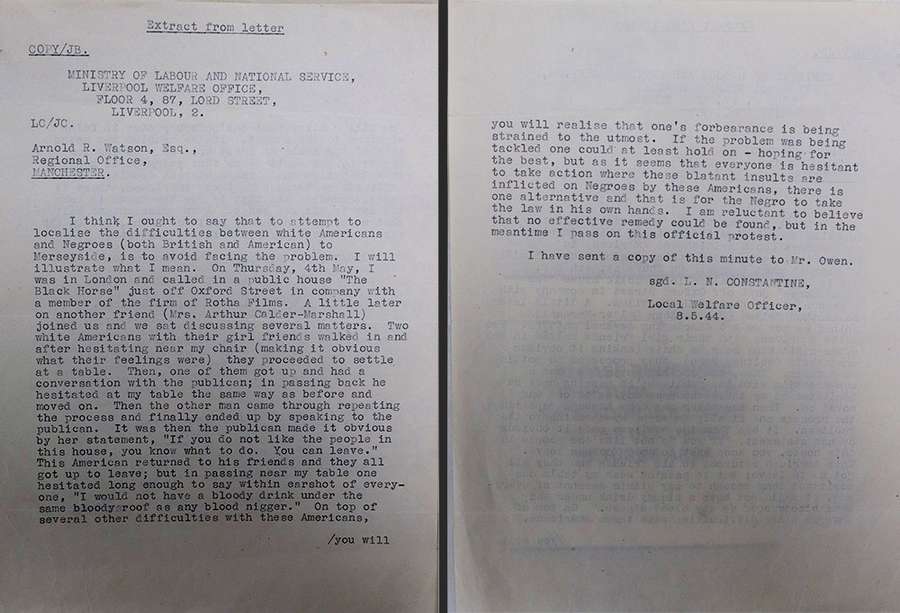 Extract from letter
COPY/JB.
MINISTRY OF LABOUR AND NATIONAL SERVICE,
LIVERPOOL WELFARE OFFICE,
FLOOR 4, 87, LORD STREET,
LIVERPOOL, 2.
LC/JC.
Arnold R. Watson, Esq.,
Regional Office,
MANCHESTER.
I think I ought to say that to attempt to
localise the difficulties between white Americans
and Negroes (both British and American) to
Merseyside, is to avoid facing the problem. I will
illustrate what I mean. On Thursday, 4th May, I
was in London and called in a public house "The
Black Horse" just off Oxford Street in company with
a member of the firm of Rotha Films. A little later
on another friend (Mrs. Arthur Calder-Marshall)
joined us and we sat discussing several matters. Two
white Americans with their girl friends walked in and
after hesitating near my chair (making it obvious
what their feelings were) they proceeded to settle
at a table. Then, one of them got up and had a
conversation with the publican; in passing back he
hesitated at my table the same way as before and
moved on. Then the other man came through repeating
the process and finally ended up by speaking to the
publican. It was then the publican made it obvious
by her statement, "If you do not like the people in
this house, you know what to do. You can leave."
This American returned to his friends and they all
got up to leave; but in passing near my table one
hesitated long enough to say within earshot of every-
one, "I would not have a bloody drink under the
same bloody roof as any blood nigger." On top of
several other difficulties with these Americans,
/you will
you will realise that one's forbearance is being
strained to the utmost. If the problem was being
tackled one could at least hold on - hoping for
the best, but as it seems that everyone is hesitant
to take action where these blatant insults are
inflicted on Negroes by these Americans, there is
one alternative and that is for the Negro to take
the law in his own hands. I am reluctant to believe
that no effective remedy could be found, but in the
meantime I pass on this official protest.
I have sent a copy of this minute to Mr. Owen.
sgd. L. N. CONSTANTINE,
Local Welfare Officer,
8.5.44.